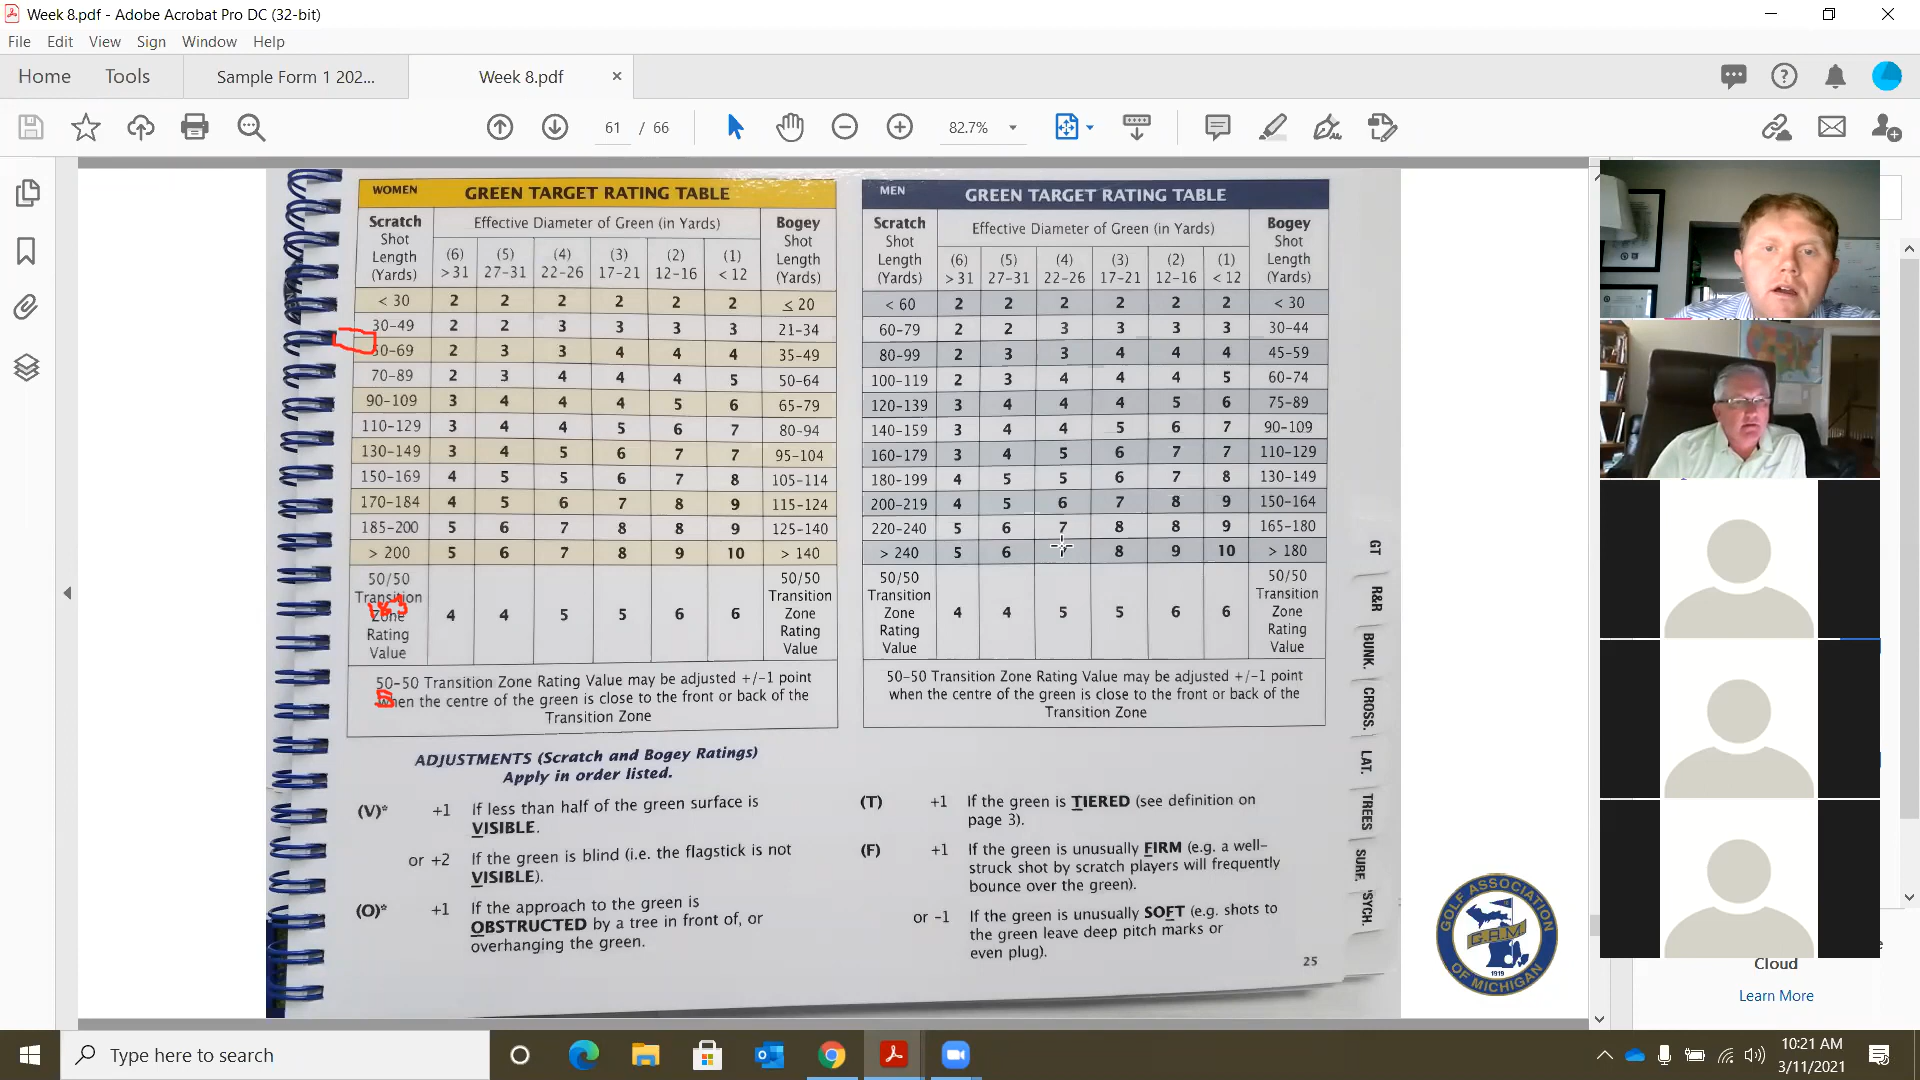 Week 8.pdf - Adobe Acrobat Pro DC (32-bit)
File Edit View Sign Window Help
Home Tools Sample Form 1 202... Week 8.pdf ×
61 / 66 82.7%
WOMEN GREEN TARGET RATING TABLE
Scratch Shot Length (Yards) Effective Diameter of Green (in Yards) Bogey Shot Length (Yards)
(6) (5) (4) (3) (2) (1)
> 31 27-31 22-26 17-21 12-16 < 12
< 30 2 2 2 2 2 2 ≤ 20
30-49 2 2 3 3 3 3 21-34
50-69 2 3 3 4 4 4 35-49
70-89 2 3 4 4 4 5 50-64
90-109 3 4 4 4 5 6 65-79
110-129 3 4 4 5 6 7 80-94
130-149 3 4 5 6 7 7 95-104
150-169 4 5 5 6 7 8 105-114
170-184 4 5 6 7 8 9 115-124
185-200 5 6 7 8 8 9 125-140
> 200 5 6 7 8 9 10 > 140
50/50 Transition Zone Rating Value 4 4 5 5 6 6 50/50 Transition Zone Rating Value
50-50 Transition Zone Rating Value may be adjusted +/-1 point
when the centre of the green is close to the front or back of the
Transition Zone
MEN GREEN TARGET RATING TABLE
Scratch Shot Length (Yards) Effective Diameter of Green (in Yards) Bogey Shot Length (Yards)
(6) (5) (4) (3) (2) (1)
> 31 27-31 22-26 17-21 12-16 < 12
< 60 2 2 2 2 2 2 < 30
60-79 2 2 3 3 3 3 30-44
80-99 2 3 3 4 4 4 45-59
100-119 2 3 4 4 4 5 60-74
120-139 3 4 4 4 5 6 75-89
140-159 3 4 4 5 6 7 90-109
160-179 3 4 5 6 7 7 110-129
180-199 4 5 5 6 7 8 130-149
200-219 4 5 6 7 8 9 150-164
220-240 5 6 7 8 8 9 165-180
> 240 5 6 8 9 10 > 180
50/50 Transition Zone Rating Value 4 4 5 5 6 6 50/50 Transition Zone Rating Value
50-50 Transition Zone Rating Value may be adjusted +/-1 point
when the centre of the green is close to the front or back of the
Transition Zone
ADJUSTMENTS (Scratch and Bogey Ratings)
Apply in order listed.
(V)* +1 If less than half of the green surface is
VISIBLE.
or +2 If the green is blind (i.e. the flagstick is not
VISIBLE).
(O)* +1 If the approach to the green is
OBSTRUCTED by a tree in front of, or
overhanging the green.
(T) +1 If the green is TIERED (see definition on
page 3).
(F) +1 If the green is unusually FIRM (e.g. a well-
struck shot by scratch players will frequently
bounce over the green).
or -1 If the green is unusually SOFT (e.g. shots to
the green leave deep pitch marks or
even plug).
25
GT
R&R
BUNK.
CROSS.
LAT.
TREES
SURF.
PSYCH.
GOLF ASSOCIATION
G.A.M
1919
OF MICHIGAN
Cloud
Learn More
Type here to search
10:21 AM
3/11/2021